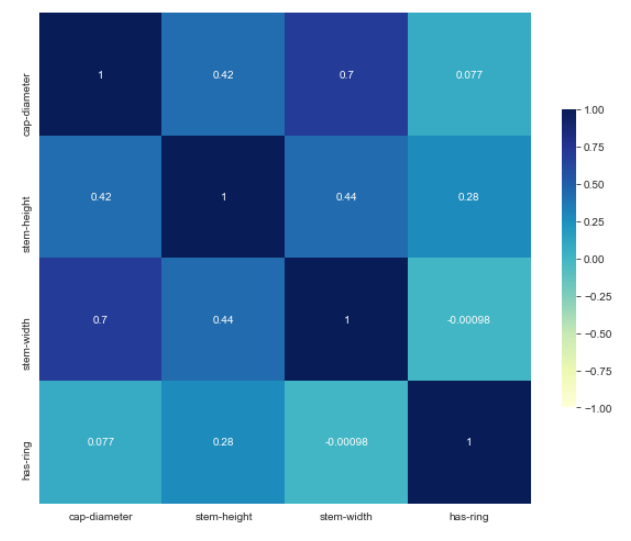 cap-diameter 1 0.42 0.7 0.077
stem-height 0.42 1 0.44 0.28
stem-width 0.7 0.44 1 -0.00098
has-ring 0.077 0.28 -0.00098 1
cap-diameter stem-height stem-width has-ring
1.00
0.75
0.50
0.25
0.00
-0.25
-0.50
-0.75
-1.00